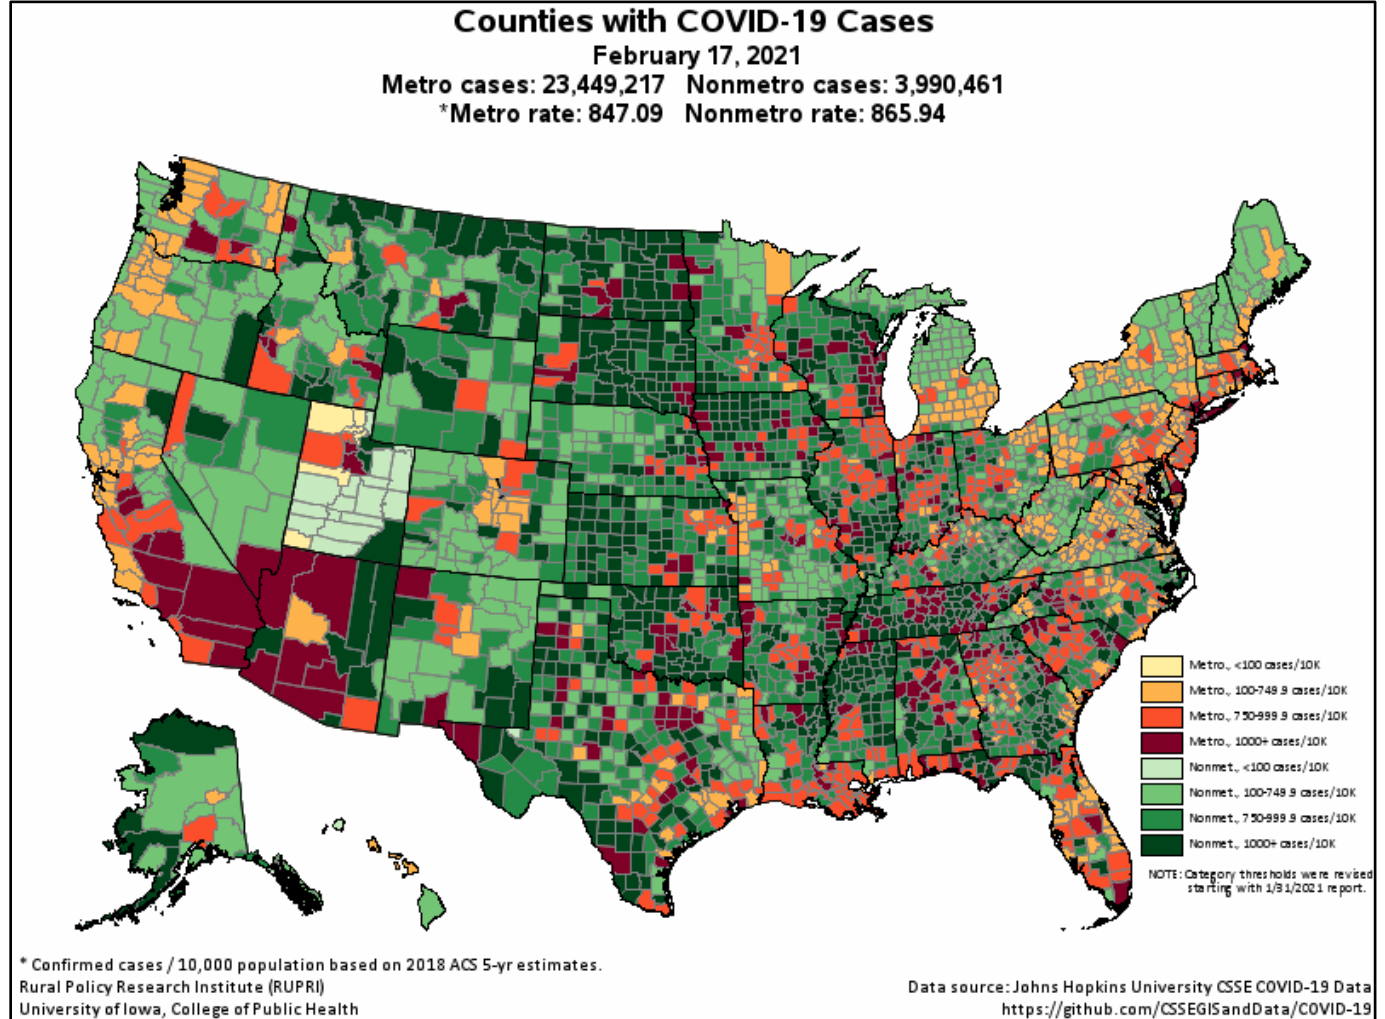 Counties with COVID-19 Cases
February 17, 2021
Metro cases: 23,449,217 Nonmetro cases: 3,990,461
*Metro rate: 847.09 Nonmetro rate: 865.94
Metro., <100 cases/10K
Metro., 100-749.9 cases/10K
Metro., 750-999.9 cases/10K
Metro., 1000+ cases/10K
Nonmet., <100 cases/10K
Nonmet., 100-749.9 cases/10K
Nonmet., 750-999.9 cases/10K
Nonmet., 1000+ cases/10K
NOTE: Category thresholds were revised
starting with 1/31/2021 report.
* Confirmed cases / 10,000 population based on 2018 ACS 5-yr estimates.
Rural Policy Research Institute (RUPRI)
University of Iowa, College of Public Health
Data source: Johns Hopkins University CSSE COVID-19 Data
https://github.com/CSSEGISandData/COVID-19